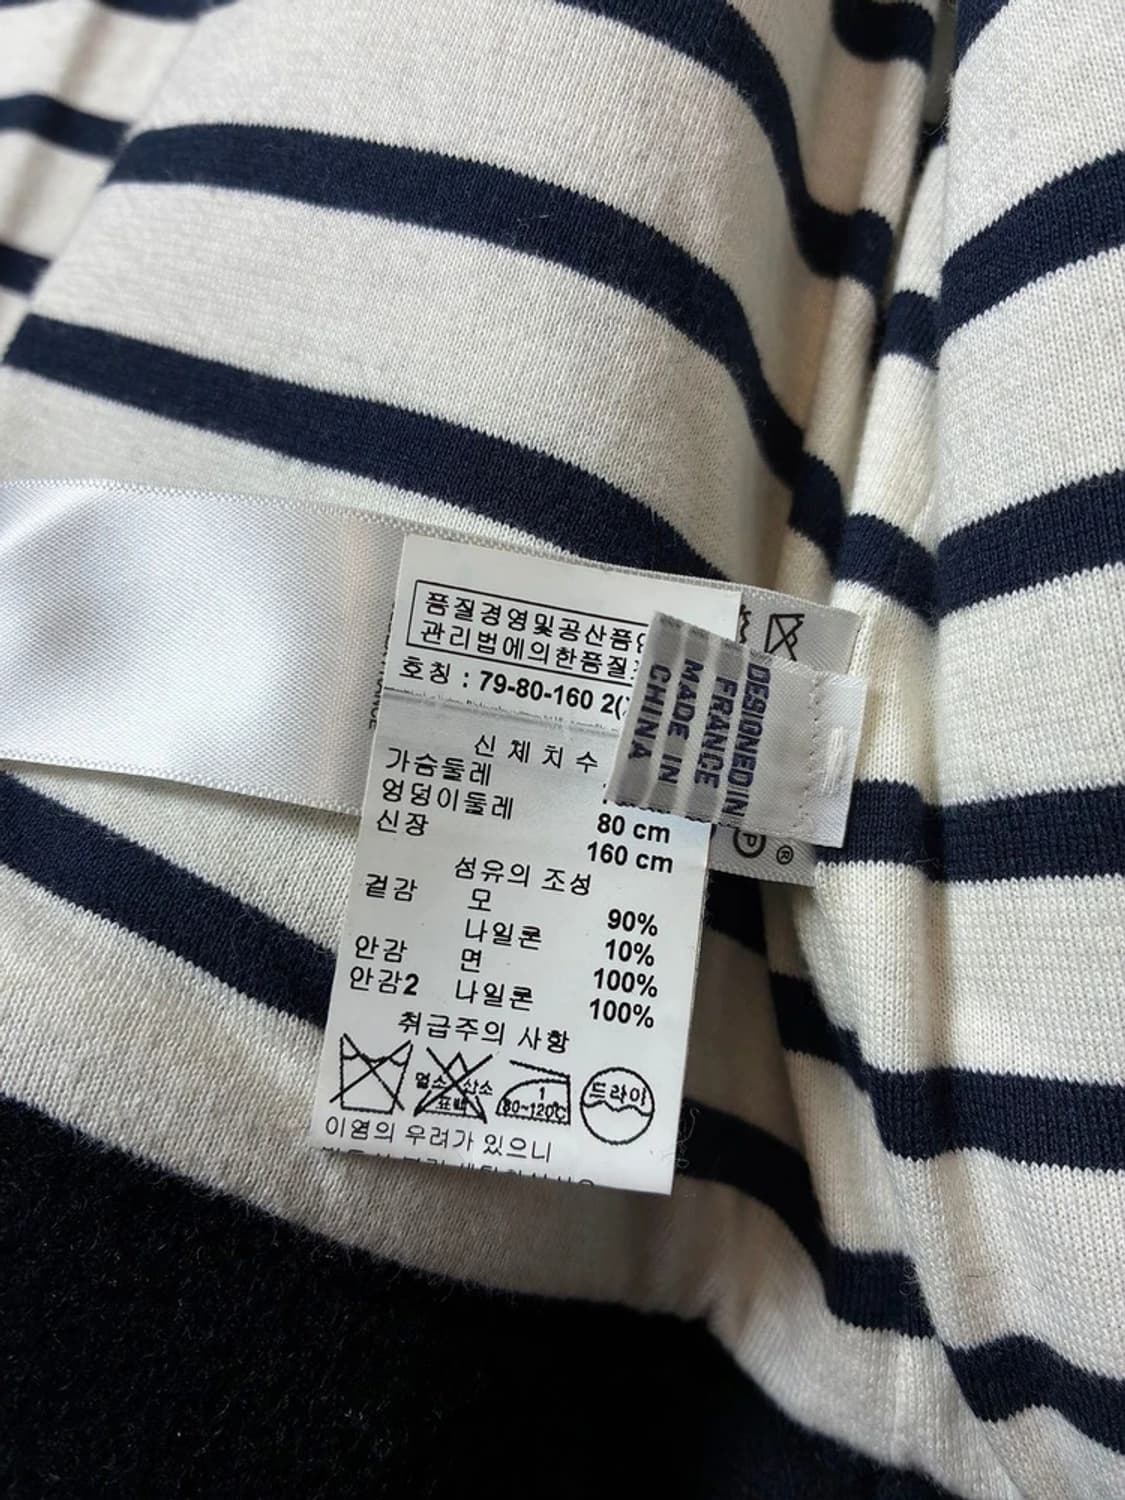 품질경영및공산품안
관리법에의한품질
호칭 : 79-80-160 2(
신 체 치 수
가슴둘레
엉덩이둘레 80 cm
신장 160 cm
섬유의 조성
겉감 모 90%
나일론 10%
안감 면 100%
안감2 나일론 100%
취급주의 사항
염소 산소
표백
1
80~120℃
드라이
이염의 우려가 있으니
DESIGNED IN
FRANCE
MADE IN
CHINA
P
®